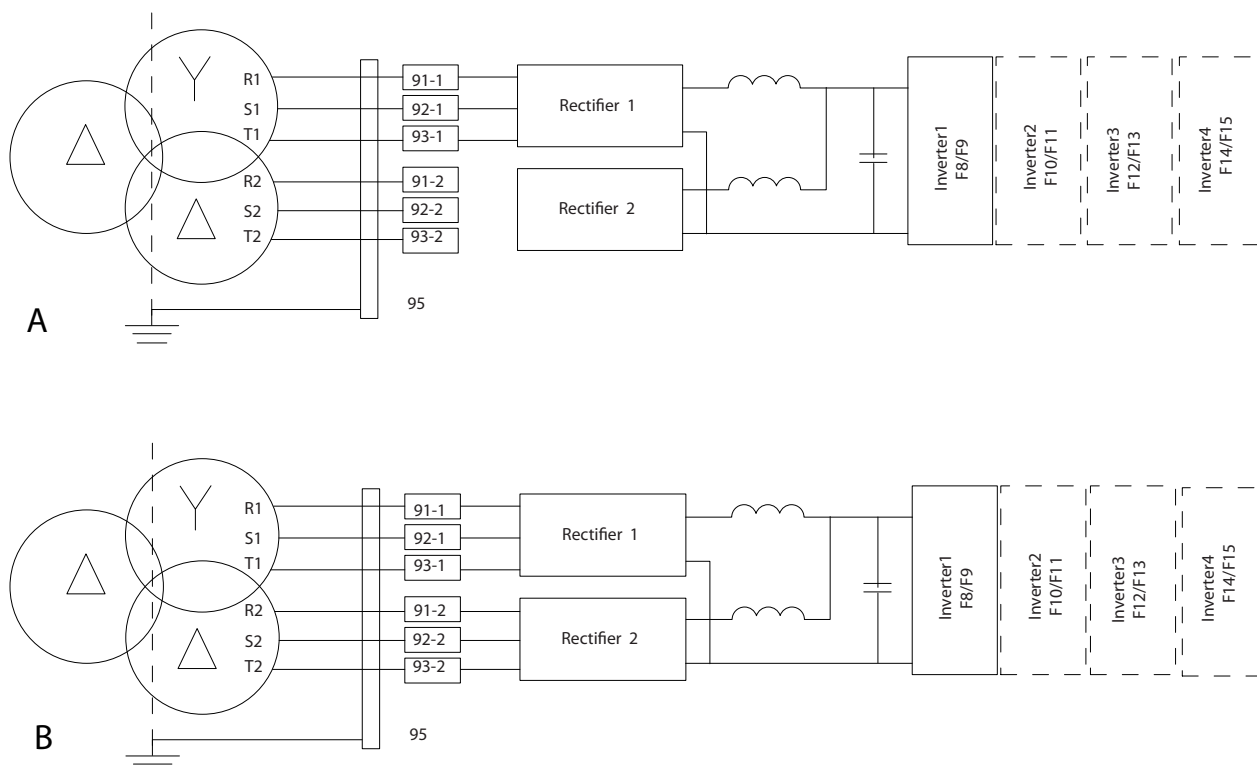 R1
91-1
S1
92-1
Rectifier 1
T1
93-1
R2
91-2
S2
92-2
Rectifier 2
T2
93-2
Inverter1
F8/F9
Inverter2
F10/F11
Inverter3
F12/F13
Inverter4
F14/F15
95
A
R1
91-1
S1
92-1
Rectifier 1
T1
93-1
R2
91-2
S2
92-2
Rectifier 2
T2
93-2
Inverter1
F8/F9
Inverter2
F10/F11
Inverter3
F12/F13
Inverter4
F14/F15
95
B